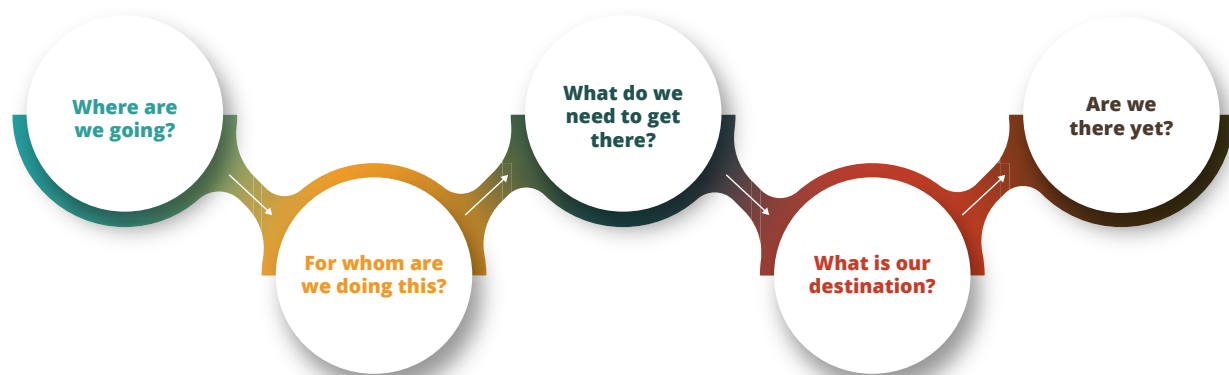 Where are
we going?
For whom are
we doing this?
What do we
need to get
there?
What is our
destination?
Are we
there yet?